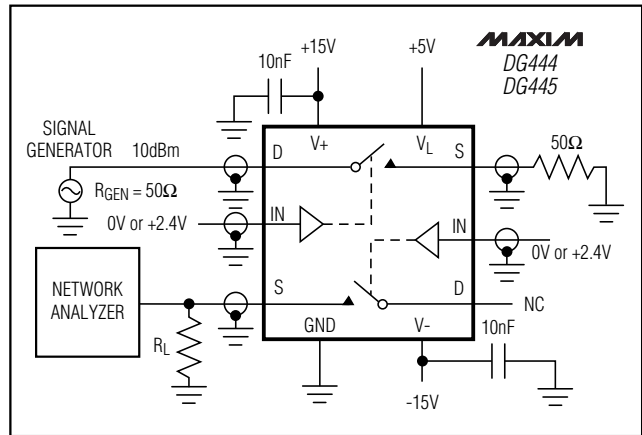 MAXIM
DG444
DG445
+15V
+5V
10nF
SIGNAL
GENERATOR
10dBm
D
V+
VL
S
50Ω
RGEN = 50Ω
IN
IN
0V or +2.4V
0V or +2.4V
NETWORK
ANALYZER
S
D
NC
RL
GND
V-
10nF
-15V